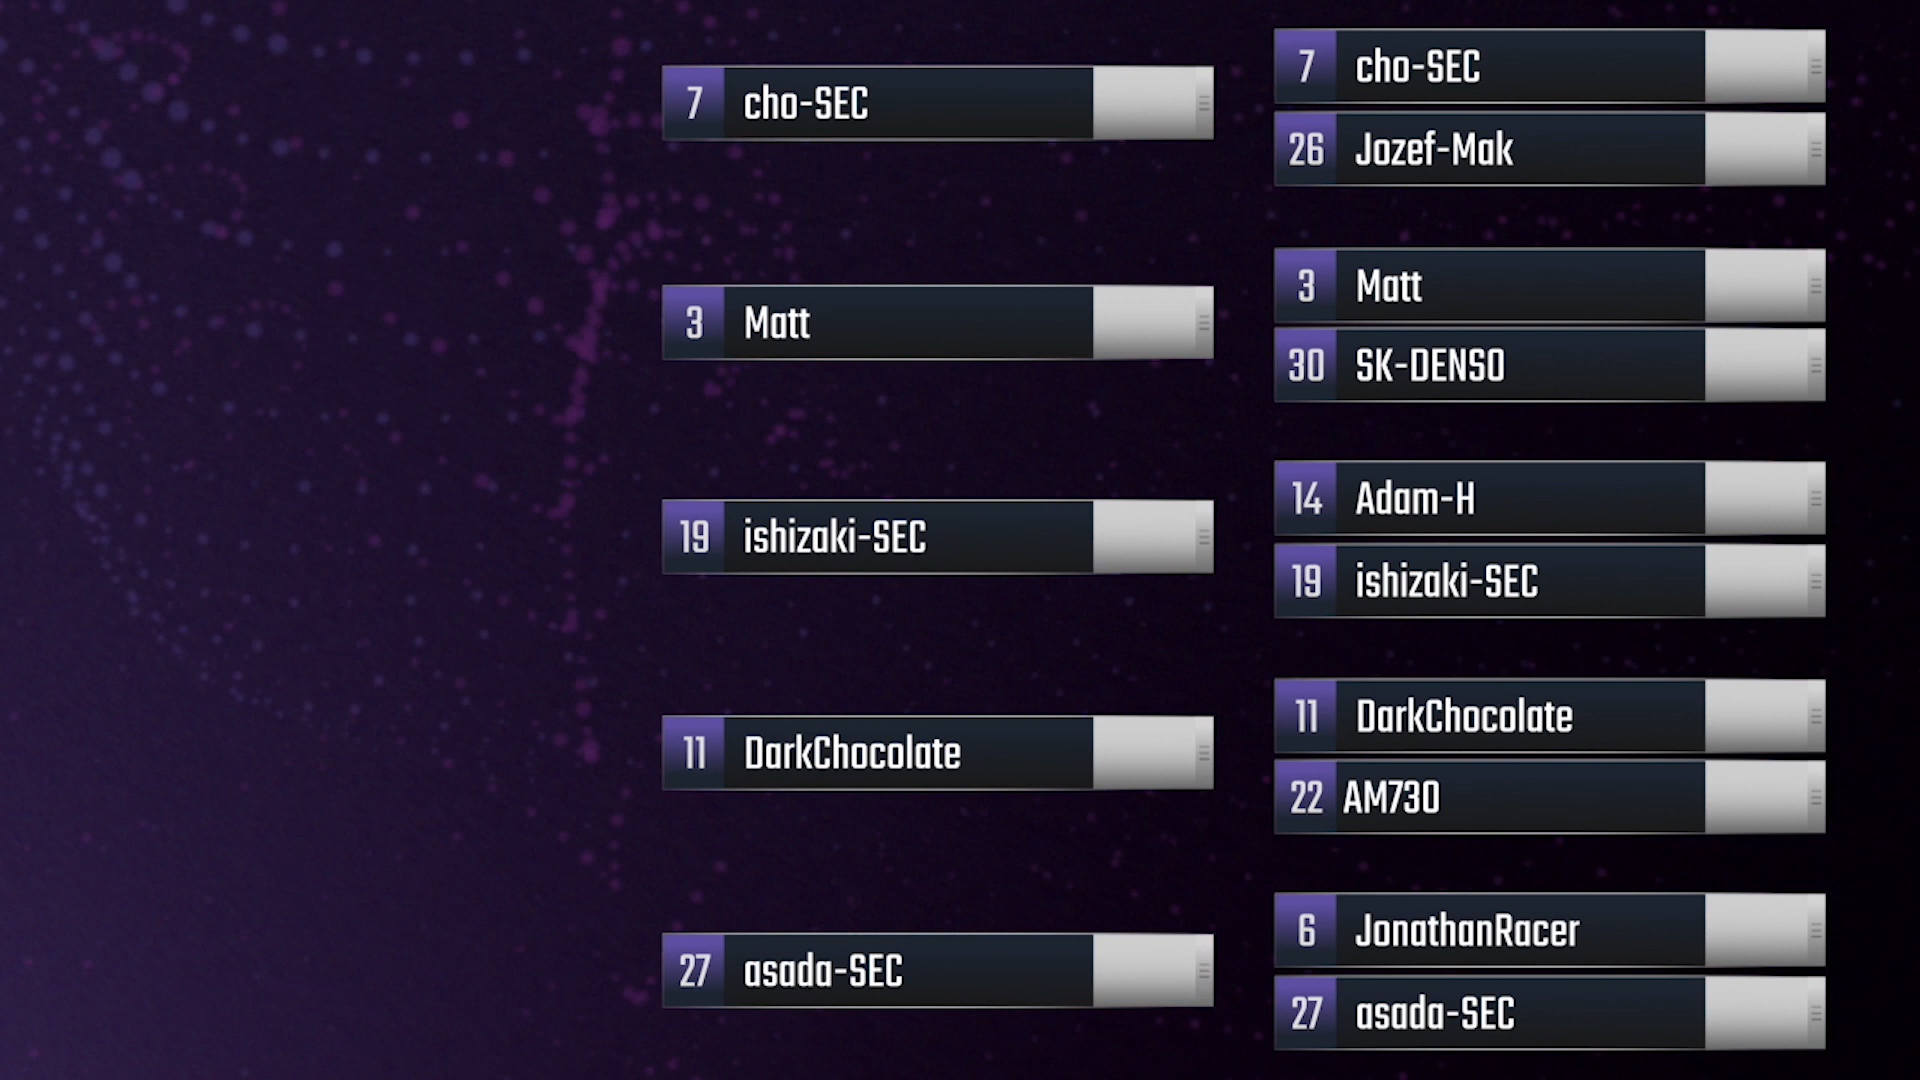 7 cho-SEC
3 Matt
19 ishizaki-SEC
11 DarkChocolate
27 asada-SEC
7 cho-SEC
26 Jozef-Mak
3 Matt
30 SK-DENSO
14 Adam-H
19 ishizaki-SEC
11 DarkChocolate
22 AM730
6 JonathanRacer
27 asada-SEC